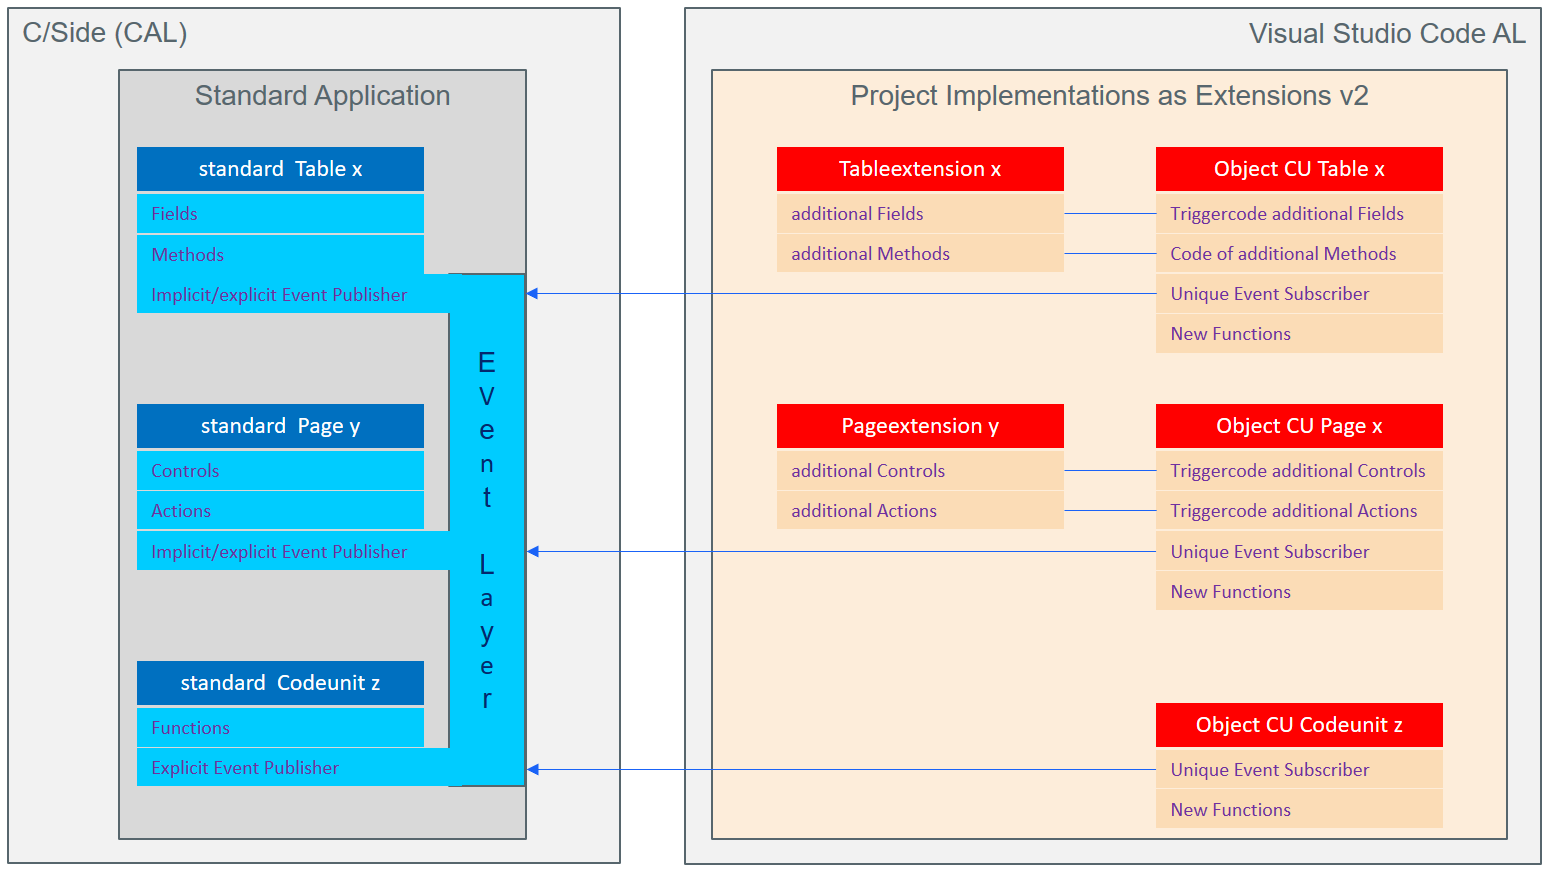 C/Side (CAL)
Standard Application
standard Table x
Fields
Methods
Implicit/explicit Event Publisher
standard Page y
Controls
Actions
Implicit/explicit Event Publisher
standard Codeunit z
Functions
Explicit Event Publisher
E
v
e
n
t
L
a
y
e
r
Visual Studio Code AL
Project Implementations as Extensions v2
Tableextension x
additional Fields
additional Methods
Object CU Table x
Triggercode additional Fields
Code of additional Methods
Unique Event Subscriber
New Functions
Pageextension y
additional Controls
additional Actions
Object CU Page x
Triggercode additional Controls
Triggercode additional Actions
Unique Event Subscriber
New Functions
Object CU Codeunit z
Unique Event Subscriber
New Functions